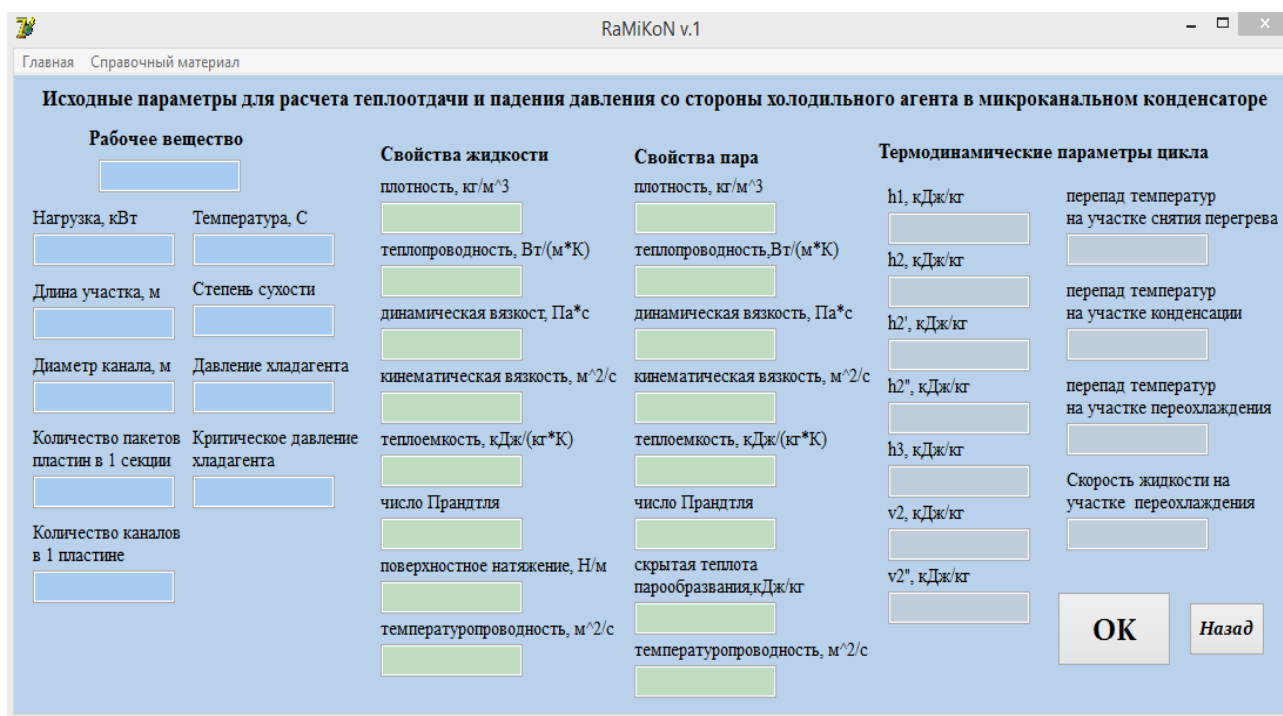 RaMiKoN v.1
Главная Справочный материал
Исходные параметры для расчета теплоотдачи и падения давления со стороны холодильного агента в микроканальном конденсаторе
Рабочее вещество
Нагрузка, кВт
Температура, С
Длина участка, м
Степень сухости
Диаметр канала, м
Давление хладагента
Количество пакетов
пластин в 1 секции
Критическое давление
хладагента
Количество каналов
в 1 пластине
Свойства жидкости
плотность, кг/м^3
теплопроводность, Вт/(м*К)
динамическая вязкост, Па*с
кинематическая вязкость, м^2/с
теплоемкость, кДж/(кг*К)
число Прандтля
поверхностное натяжение, Н/м
температуропроводность, м^2/с
Свойства пара
плотность, кг/м^3
теплопроводность,Вт/(м*К)
динамическая вязкость, Па*с
кинематическая вязкость, м^2/с
теплоемкость, кДж/(кг*К)
число Прандтля
скрытая теплота
парообразвания,кДж/кг
температуропроводность, м^2/с
Термодинамические параметры цикла
h1, кДж/кг
h2, кДж/кг
h2', кДж/кг
h2", кДж/кг
h3, кДж/кг
v2, кДж/кг
v2", кДж/кг
перепад температур
на участке снятия перегрева
перепад температур
на участке конденсации
перепад температур
на участке переохлаждения
Скорость жидкости на
участке переохлаждения
OK
Назад